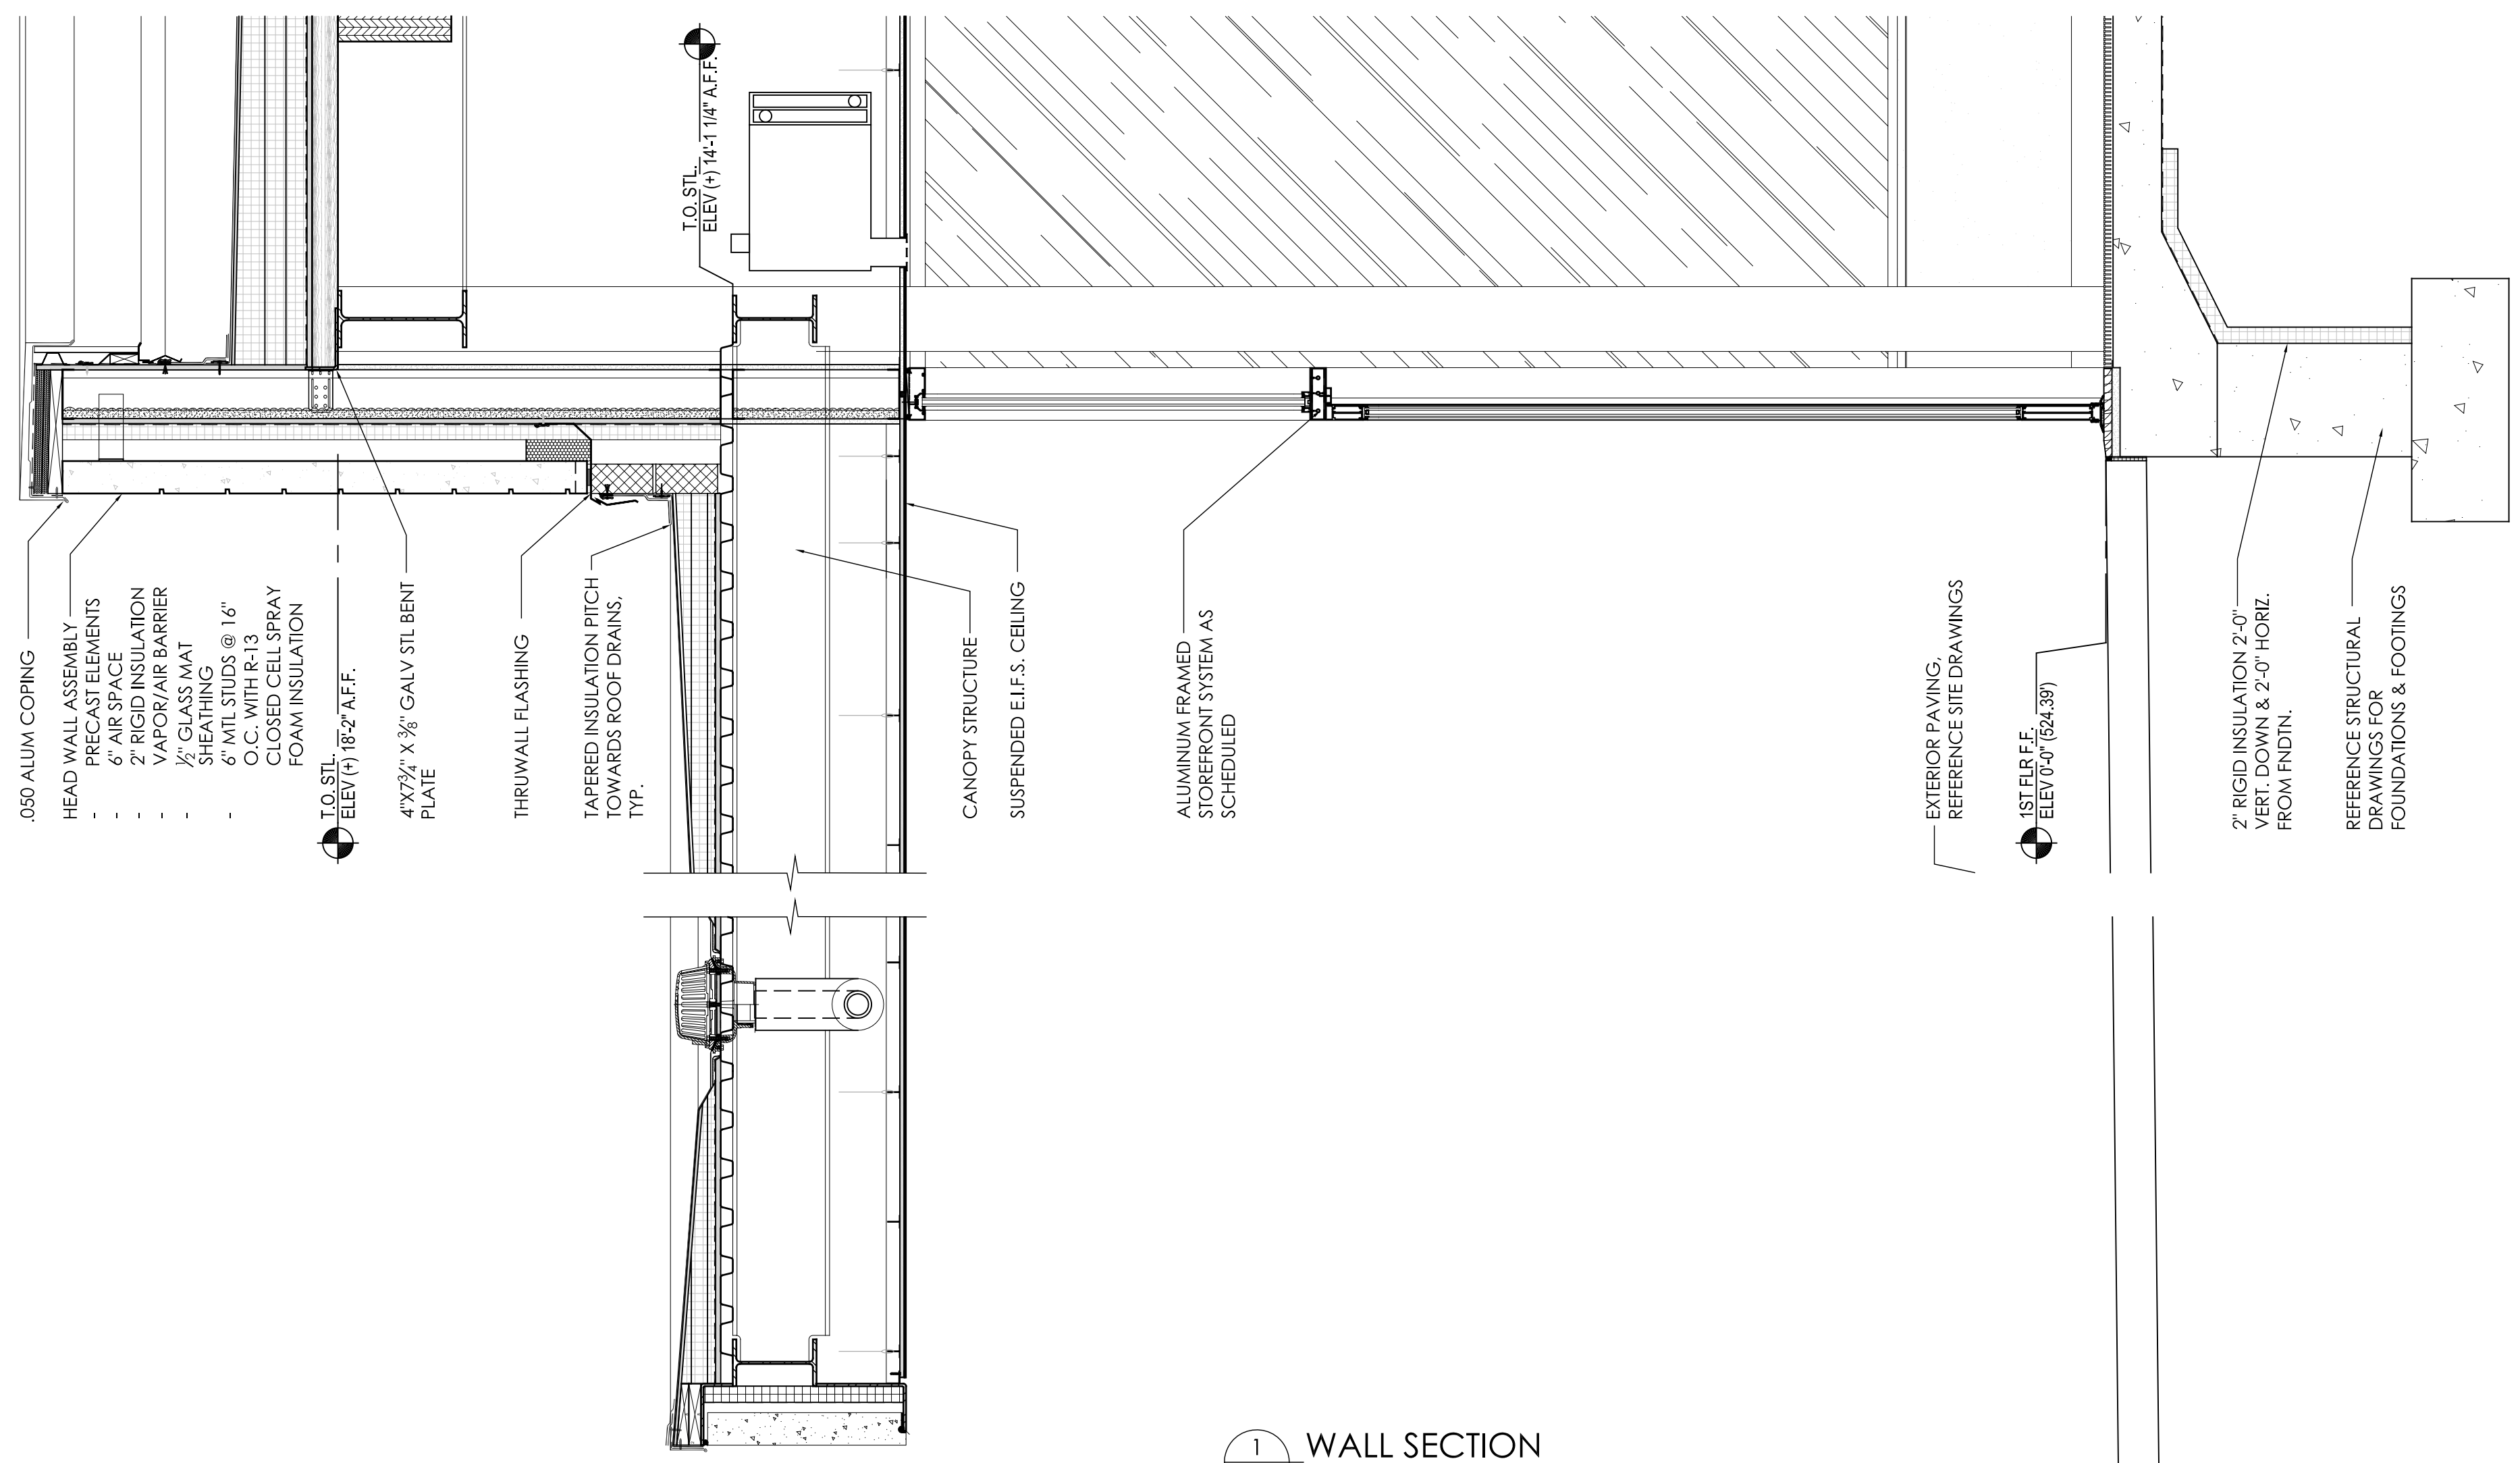 .050 ALUM COPING
HEAD WALL ASSEMBLY
- PRECAST ELEMENTS
- 6" AIR SPACE
- 2" RIGID INSULATION
- VAPOR/AIR BARRIER
- ½" GLASS MAT
SHEATHING
- 6" MTL STUDS @ 16"
O.C. WITH R-13
CLOSED CELL SPRAY
FOAM INSULATION
T.O. STL.
ELEV (+) 18'-2" A.F.F.
4"X7¾" X ⅜" GALV STL BENT
PLATE
THRUWALL FLASHING
TAPERED INSULATION PITCH
TOWARDS ROOF DRAINS,
TYP.
T.O. STL.
ELEV (+) 14'-1 1/4" A.F.F.
CANOPY STRUCTURE
SUSPENDED E.I.F.S. CEILING
ALUMINUM FRAMED
STOREFRONT SYSTEM AS
SCHEDULED
EXTERIOR PAVING,
REFERENCE SITE DRAWINGS
1ST FLR F.F.
ELEV 0'-0" (524.39')
2" RIGID INSULATION 2'-0"
VERT. DOWN & 2'-0" HORIZ.
FROM FNDTN.
REFERENCE STRUCTURAL
DRAWINGS FOR
FOUNDATIONS & FOOTINGS
1 WALL SECTION